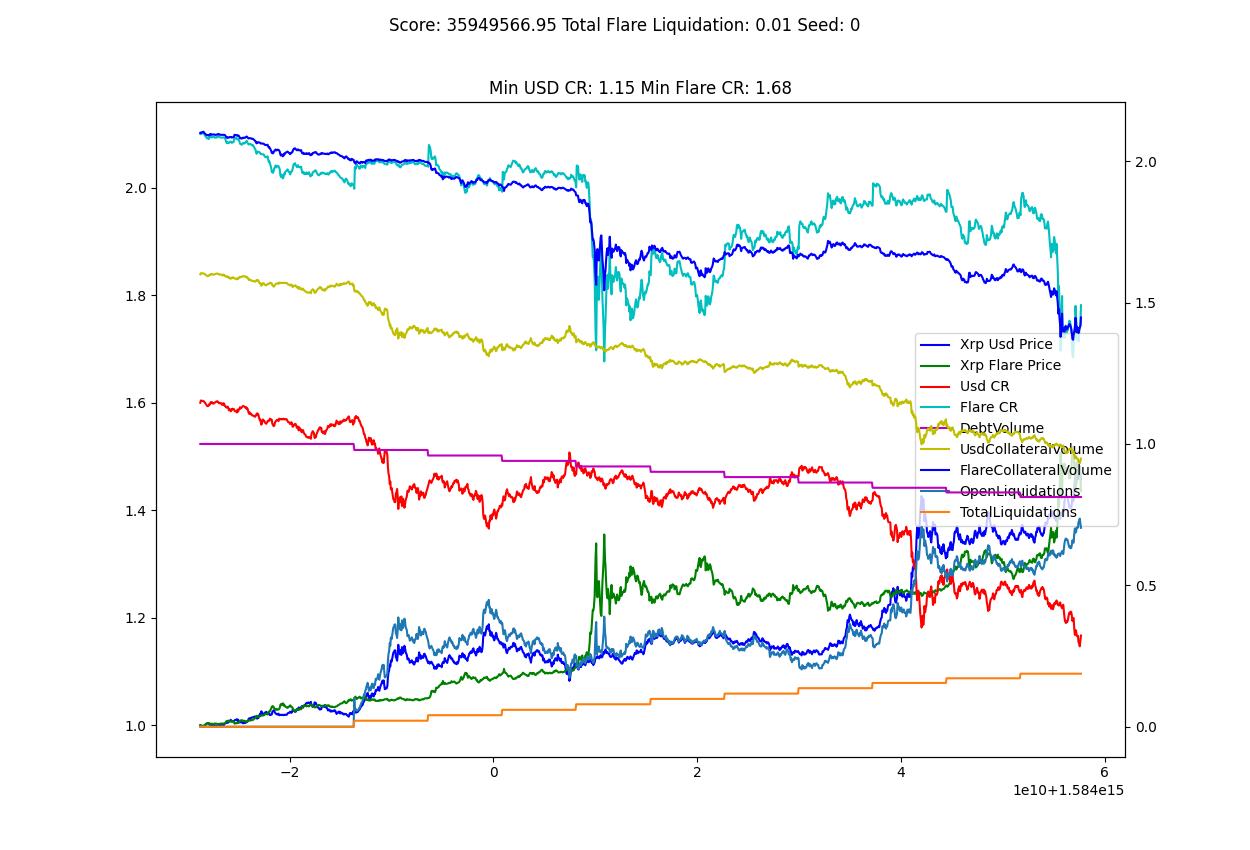 Score: 35949566.95 Total Flare Liquidation: 0.01 Seed: 0
Min USD CR: 1.15 Min Flare CR: 1.68
2.0
1.8
1.6
1.4
1.2
1.0
2.0
1.5
1.0
0.5
0.0
Xrp Usd Price
Xrp Flare Price
Usd CR
Flare CR
DebtVolume
UsdCollateralVolume
FlareCollateralVolume
OpenLiquidations
TotalLiquidations
−2
0
2
4
6
1e10+1.584e15